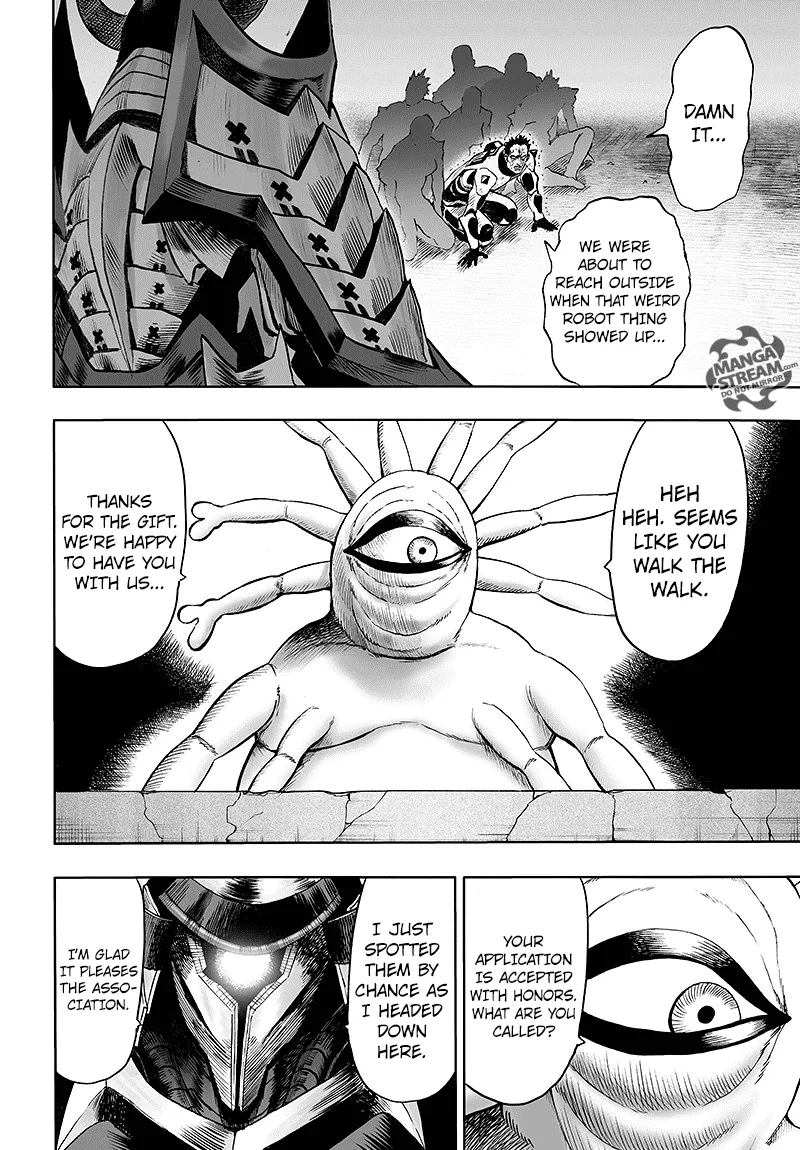 DAMN
IT...
WE WERE
ABOUT TO
REACH OUTSIDE
WHEN THAT WEIRD
ROBOT THING
SHOWED UP...
MANGA
-STREAM.com
DO NOT MIRROR
HEH
HEH. SEEMS
LIKE YOU
WALK THE
WALK.
THANKS
FOR THE GIFT.
WE'RE HAPPY
TO HAVE YOU
WITH US...
YOUR
APPLICATION
IS ACCEPTED
WITH HONORS.
WHAT ARE YOU
CALLED?
I JUST
SPOTTED
THEM BY
CHANCE AS
I HEADED
DOWN
HERE.
I'M GLAD
IT PLEASES
THE ASSO-
CIATION.